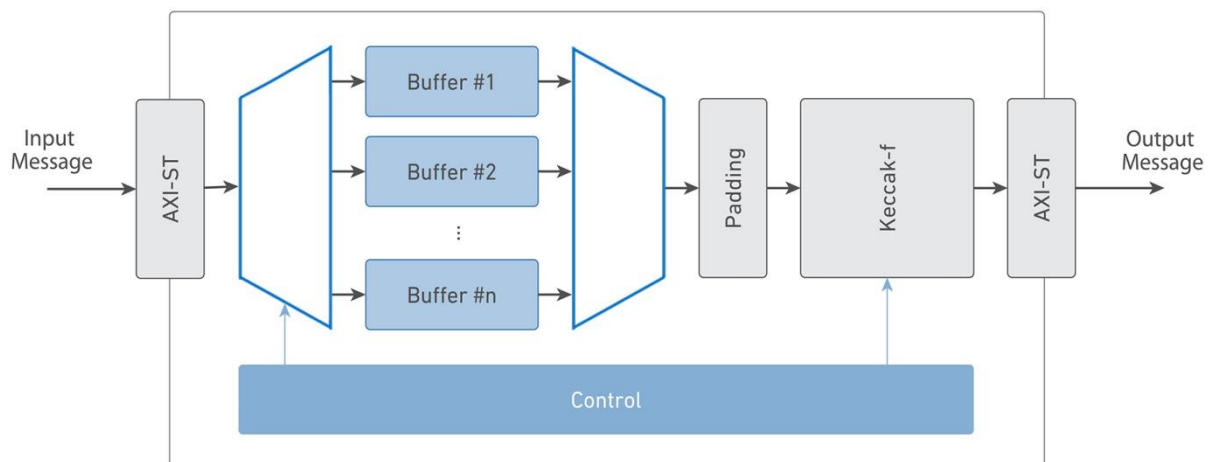 Input
Message
AXI-ST
Buffer #1
Buffer #2
⋮
Buffer #n
Padding
Keccak-f
AXI-ST
Output
Message
Control